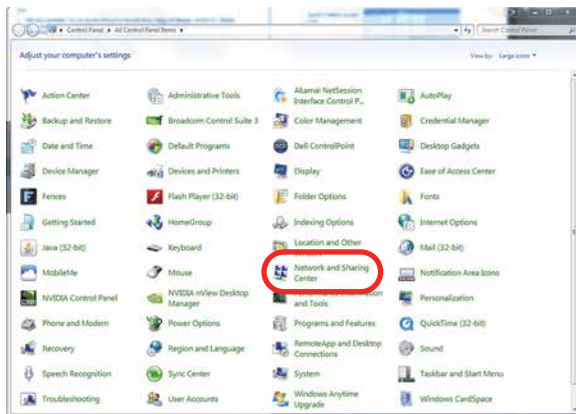 Control Panel ▸ All Control Panel Items ▸
Search Control Panel
Adjust your computer's settings
View by: Large icons
Action Center
Administrative Tools
Akamai NetSession
Interface Control P...
AutoPlay
Backup and Restore
Broadcom Control Suite 3
Color Management
Credential Manager
Date and Time
Default Programs
Dell ControlPoint
Desktop Gadgets
Device Manager
Devices and Printers
Display
Ease of Access Center
Fences
Flash Player (32-bit)
Folder Options
Fonts
Getting Started
HomeGroup
Indexing Options
Internet Options
Java (32-bit)
Keyboard
Location and Other
Mail (32-bit)
MobileMe
Mouse
Network and Sharing
Center
Notification Area Icons
NVIDIA Control Panel
NVIDIA nView Desktop
Manager
and Tools
Personalization
Phone and Modem
Power Options
Programs and Features
QuickTime (32-bit)
Recovery
Region and Language
RemoteApp and Desktop
Connections
Sound
Speech Recognition
Sync Center
System
Taskbar and Start Menu
Troubleshooting
User Accounts
Windows Anytime
Upgrade
Windows CardSpace